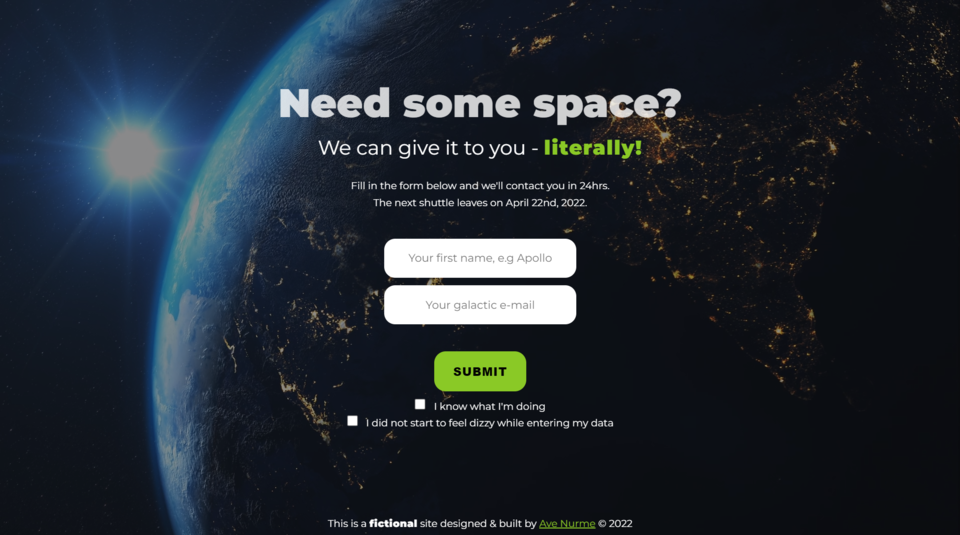 Need some space?
We can give it to you - literally!
Fill in the form below and we'll contact you in 24hrs.
The next shuttle leaves on April 22nd, 2022.
Your first name, e.g Apollo
Your galactic e-mail
SUBMIT
I know what I'm doing
I did not start to feel dizzy while entering my data
This is a fictional site designed & built by Ave Nurme © 2022